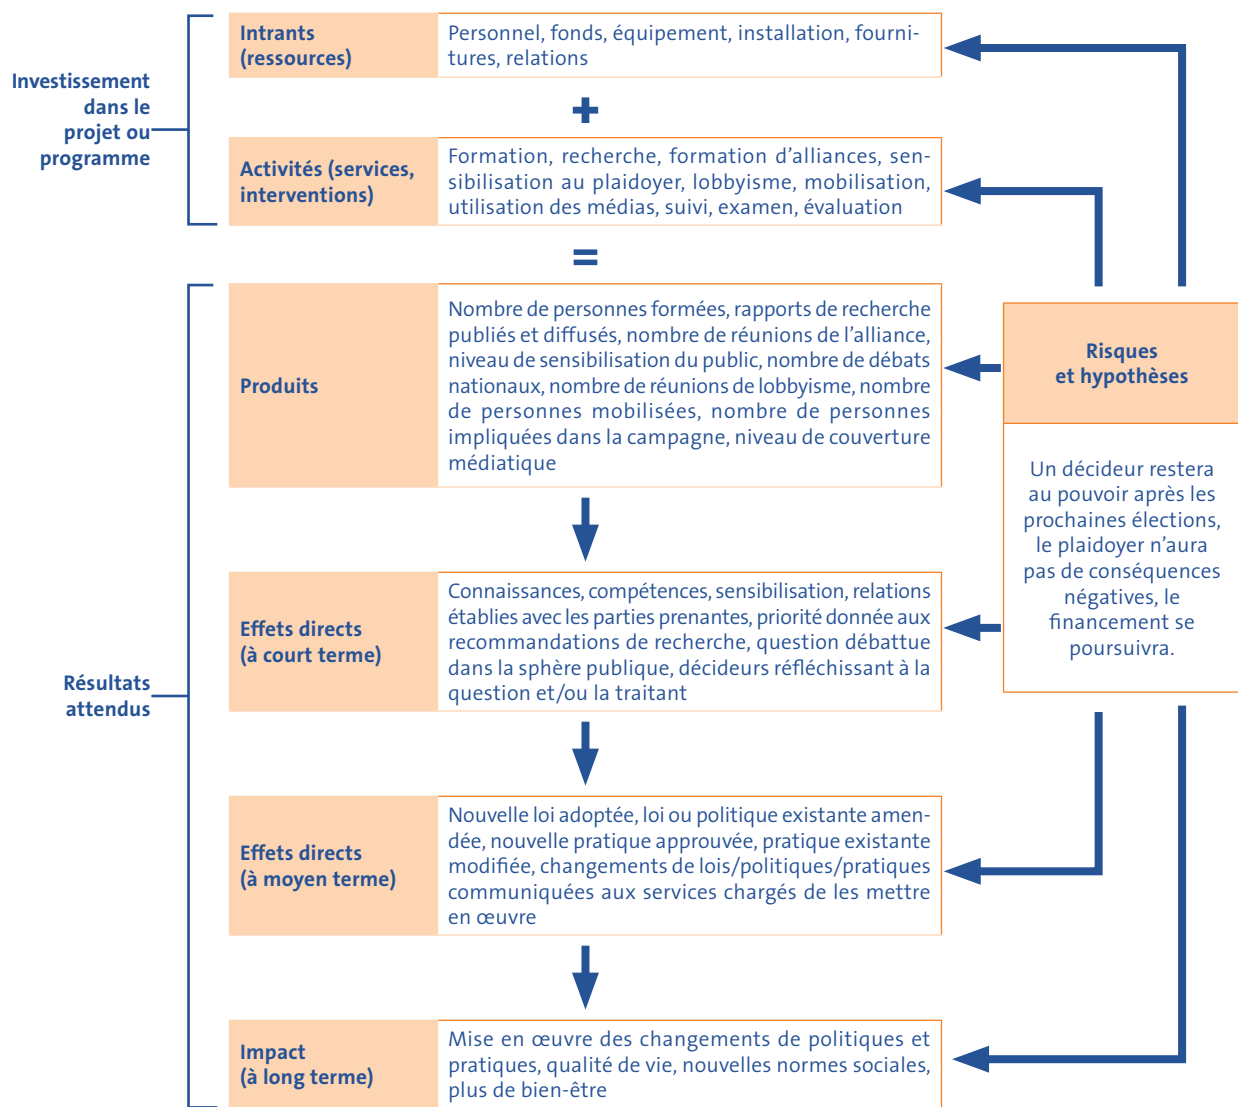 Investissement
dans le
projet ou
programme
Intrants
(ressources)
Personnel, fonds, équipement, installation, fourni-
tures, relations
+
Activités (services,
interventions)
Formation, recherche, formation d’alliances, sen-
sibilisation au plaidoyer, lobbyisme, mobilisation,
utilisation des médias, suivi, examen, évaluation
=
Résultats
attendus
Produits
Nombre de personnes formées, rapports de recherche
publiés et diffusés, nombre de réunions de l’alliance,
niveau de sensibilisation du public, nombre de débats
nationaux, nombre de réunions de lobbyisme, nombre
de personnes mobilisées, nombre de personnes
impliquées dans la campagne, niveau de couverture
médiatique
Effets directs
(à court terme)
Connaissances, compétences, sensibilisation, relations
établies avec les parties prenantes, priorité donnée aux
recommandations de recherche, question débattue
dans la sphère publique, décideurs réfléchissant à la
question et/ou la traitant
Effets directs
(à moyen terme)
Nouvelle loi adoptée, loi ou politique existante amen-
dée, nouvelle pratique approuvée, pratique existante
modifiée, changements de lois/politiques/pratiques
communiquées aux services chargés de les mettre
en œuvre
Impact
(à long terme)
Mise en œuvre des changements de politiques et
pratiques, qualité de vie, nouvelles normes sociales,
plus de bien-être
Risques
et hypothèses
Un décideur restera
au pouvoir après les
prochaines élections,
le plaidoyer n’aura
pas de conséquences
négatives, le
financement se
poursuivra.